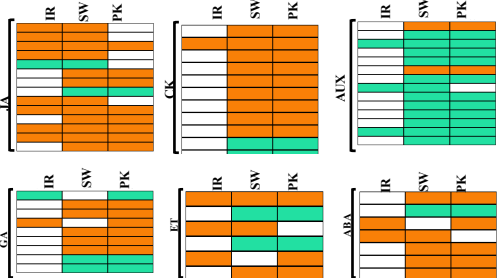 IR SW PK
JA
IR SW PK
CK
IR SW PK
AUX
IR SW PK
GA
IR SW PK
ET
IR SW PK
ABA